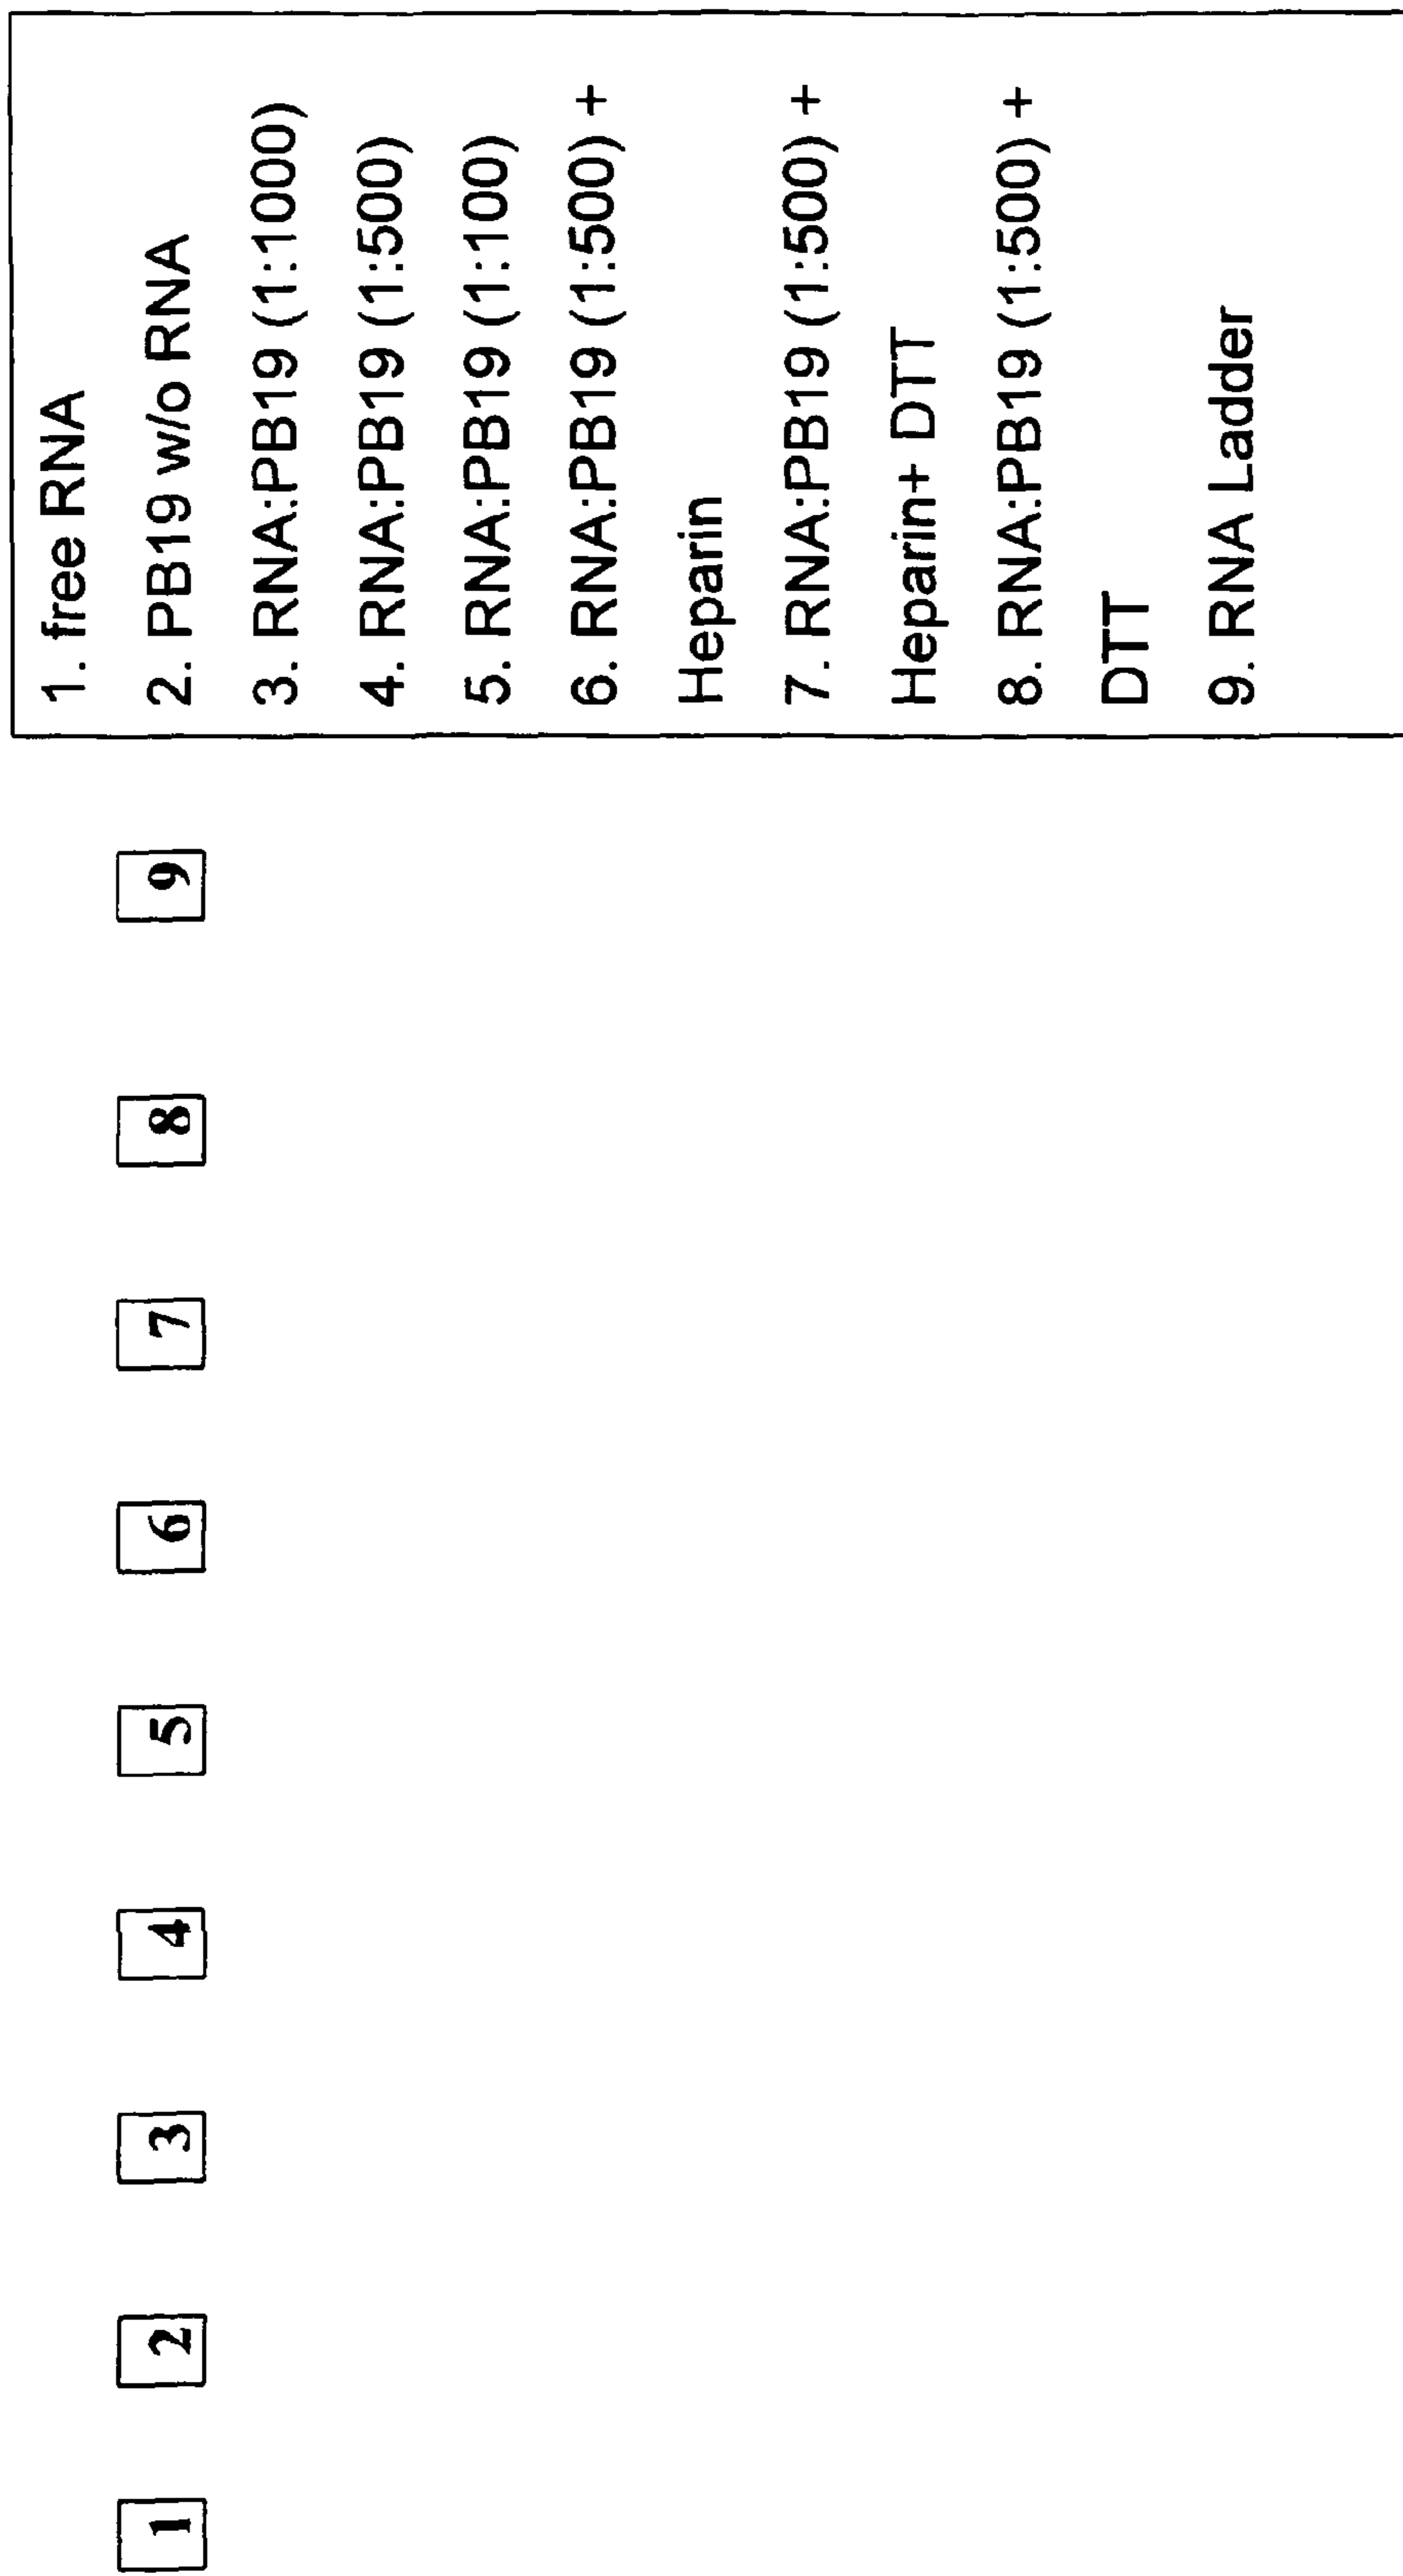 1 2 3 4 5 6 7 8 9
1. free RNA
2. PB19 w/o RNA
3. RNA:PB19 (1:1000)
4. RNA:PB19 (1:500)
5. RNA:PB19 (1:100)
6. RNA:PB19 (1:500) +
Heparin
7. RNA:PB19 (1:500) +
Heparin+ DTT
8. RNA:PB19 (1:500) +
DTT
9. RNA Ladder